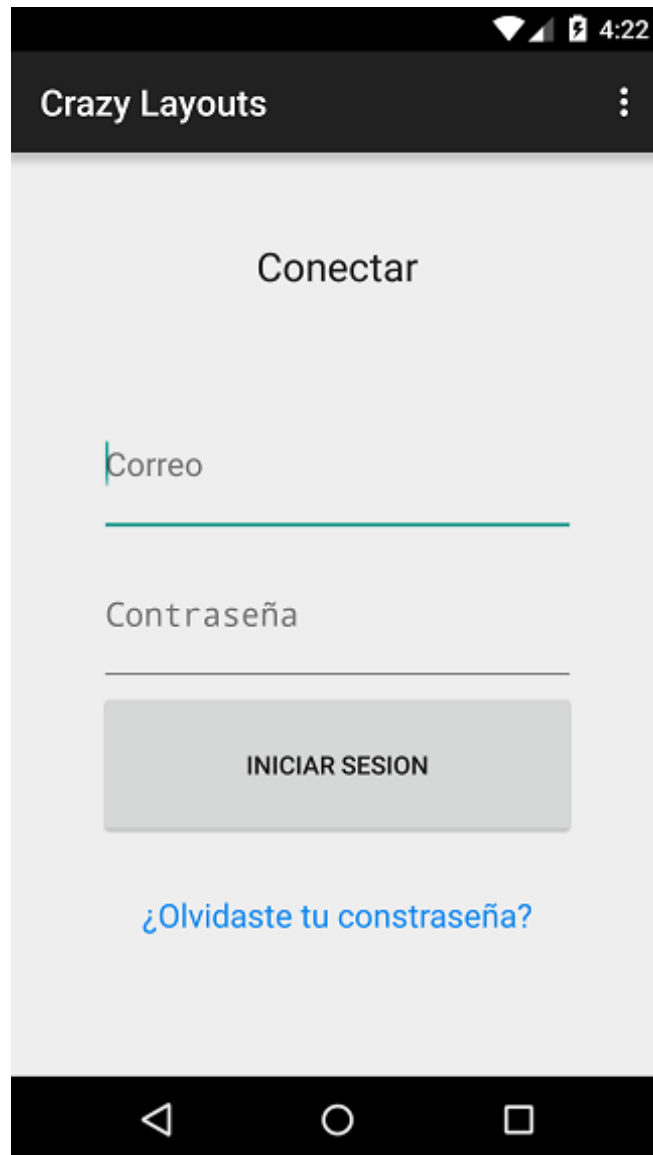 4:22
Crazy Layouts
Conectar
Correo
Contraseña
INICIAR SESION
¿Olvidaste tu constraseña?